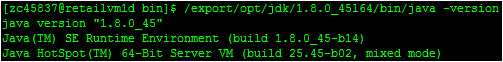 [zc45837@retailvm1d bin]$ /export/opt/jdk/1.8.0_45l64/bin/java -version
java version "1.8.0_45"
Java(TM) SE Runtime Environment (build 1.8.0_45-b14)
Java HotSpot(TM) 64-Bit Server VM (build 25.45-b02, mixed mode)